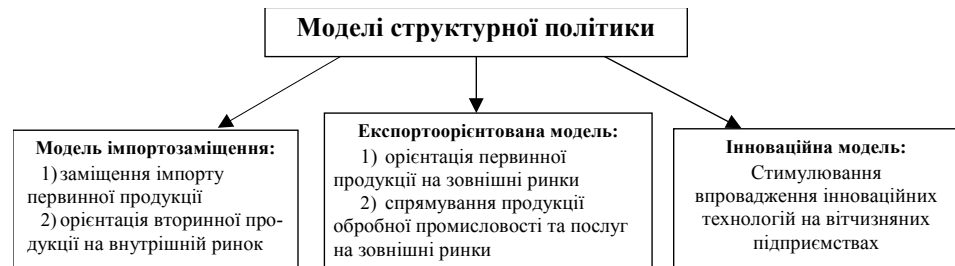 Моделі структурної політики
Модель імпортозаміщення:
1) заміщення імпорту
первинної продукції
2) орієнтація вторинної про-
дукції на внутрішній ринок
Експортоорієнтована модель:
1) орієнтація первинної
продукції на зовнішні ринки
2) спрямування продукції
обробної промисловості та послуг
на зовнішні ринки
Інноваційна модель:
Стимулювання
впровадження інноваційних
технологій на вітчизняних
підприємствах